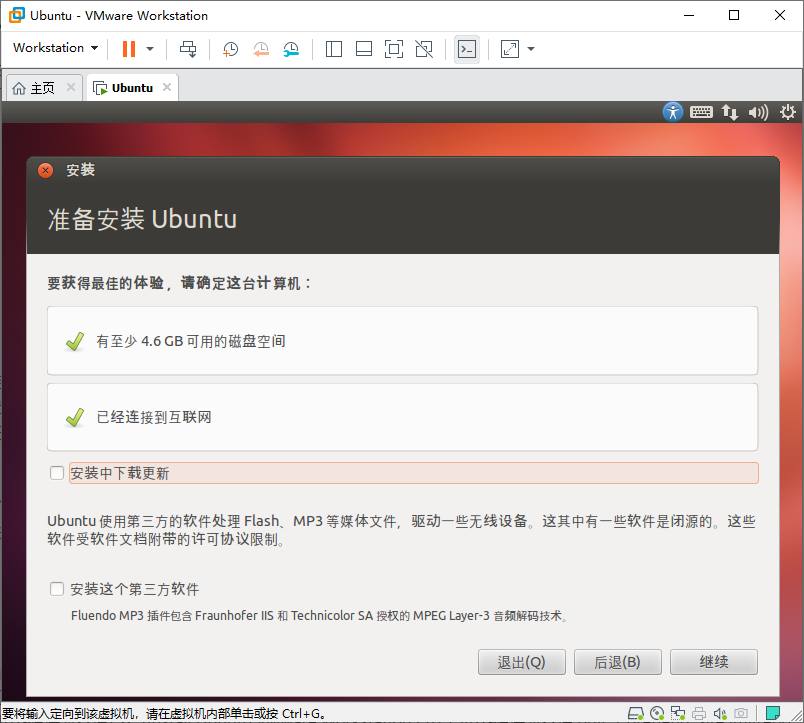 Ubuntu - VMware Workstation
Workstation
主页
Ubuntu
安装
准备安装 Ubuntu
要获得最佳的体验，请确定这台计算机：
有至少 4.6 GB 可用的磁盘空间
已经连接到互联网
安装中下载更新
Ubuntu 使用第三方的软件处理 Flash、MP3 等媒体文件，驱动一些无线设备。这其中有一些软件是闭源的。这些
软件受软件文档附带的许可协议限制。
安装这个第三方软件
Fluendo MP3 插件包含 Fraunhofer IIS 和 Technicolor SA 授权的 MPEG Layer-3 音频解码技术。
退出(Q)
后退(B)
继续
要将输入定向到该虚拟机，请在虚拟机内部单击或按 Ctrl+G。